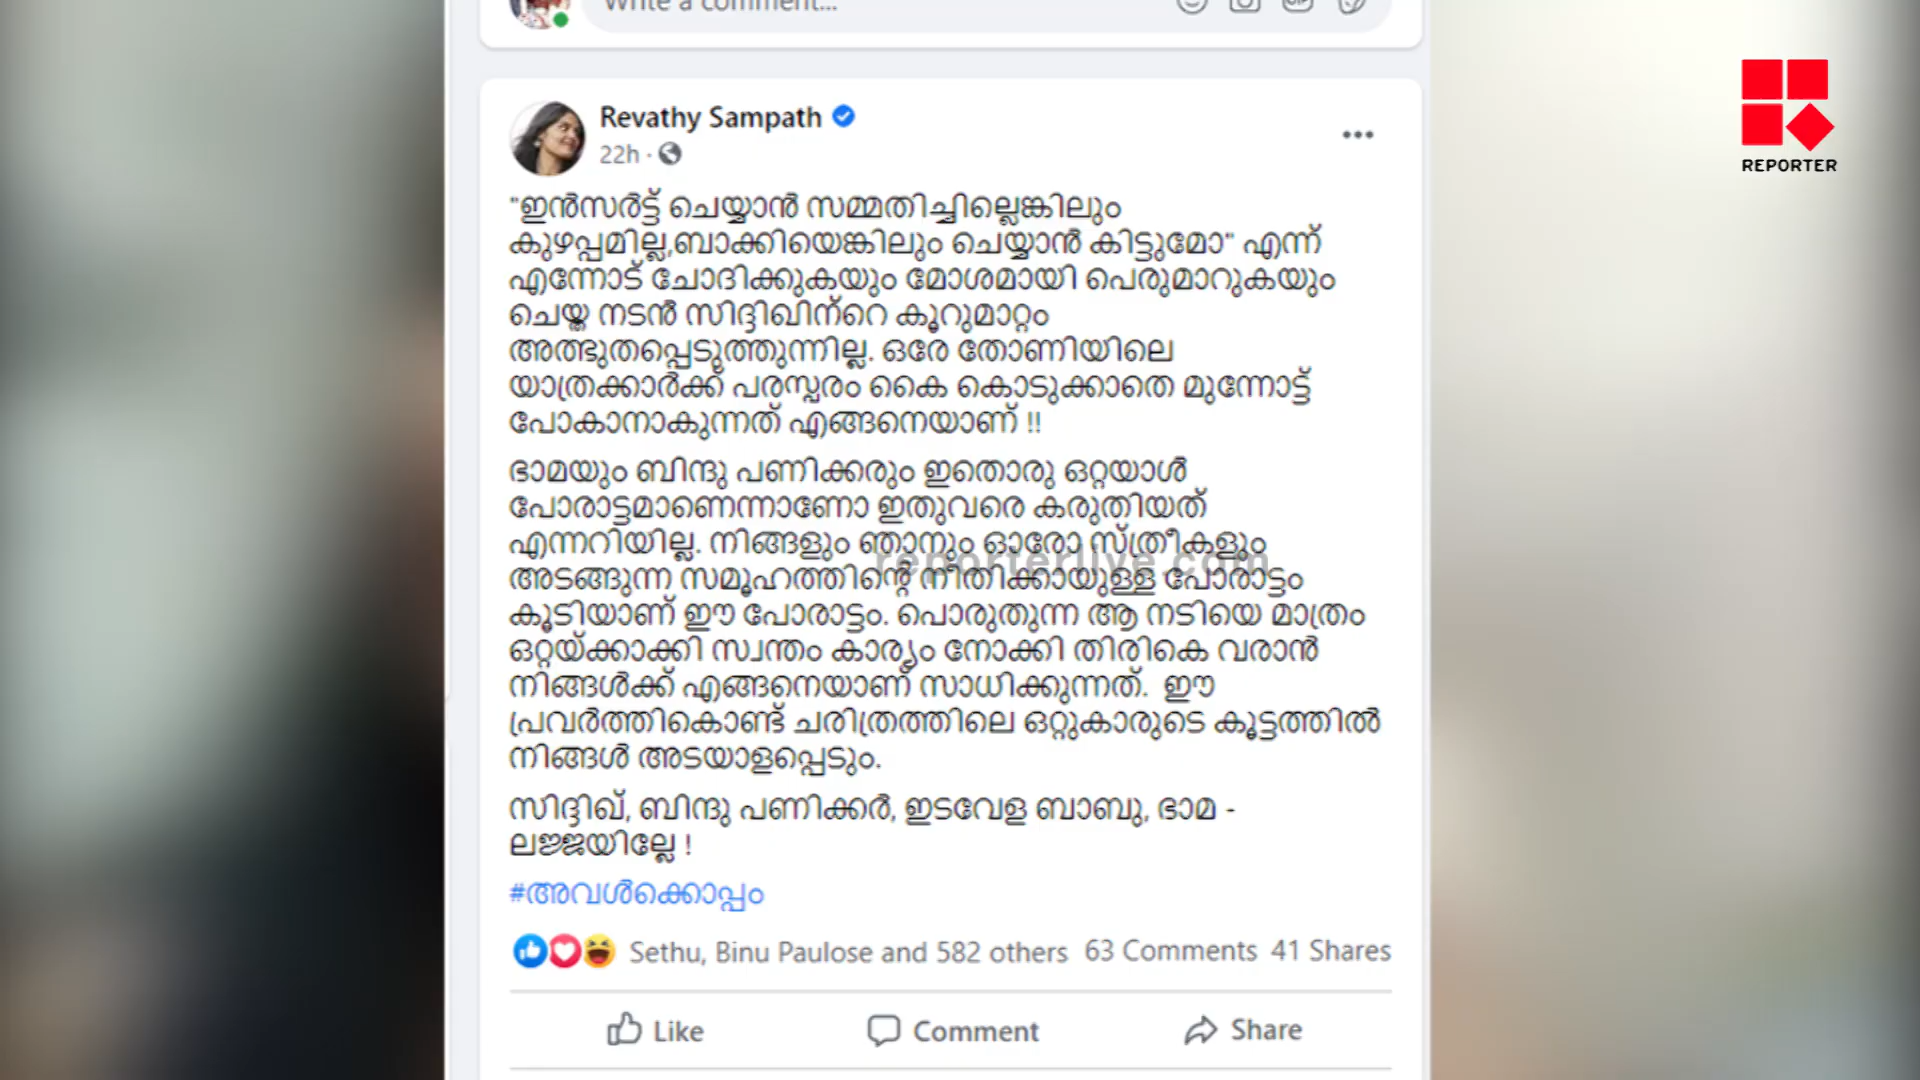 Write a comment...
Revathy Sampath
22h ·
REPORTER
"ഇൻസർട്ട് ചെയ്യാൻ സമ്മതിച്ചില്ലെങ്കിലും
കുഴപ്പമില്ല,ബാക്കിയെങ്കിലും ചെയ്യാൻ കിട്ടുമോ" എന്ന്
എന്നോട് ചോദിക്കുകയും മോശമായി പെരുമാറുകയും
ചെയ്ത നടൻ സിദ്ദിഖിന്റെ കൂറുമാറ്റം
അത്ഭുതപ്പെടുത്തുന്നില്ല. ഒരേ തോണിയിലെ
യാത്രക്കാർക്ക് പരസ്പരം കൈ കൊടുക്കാതെ മുന്നോട്ട്
പോകാനാകുന്നത് എങ്ങനെയാണ് !!
ഭാമയും ബിന്ദു പണിക്കരും ഇതൊരു ഒറ്റയാൾ
പോരാട്ടമാണെന്നാണോ ഇതുവരെ കരുതിയത്
എന്നറിയില്ല. നിങ്ങളും ഞാനും ഓരോ സ്ത്രീകളും
reporterlive.com
അടങ്ങുന്ന സമൂഹത്തിന്റെ നീതിക്കായുള്ള പോരാട്ടം
കൂടിയാണ് ഈ പോരാട്ടം. പൊരുതുന്ന ആ നടിയെ മാത്രം
ഒറ്റയ്ക്കാക്കി സ്വന്തം കാര്യം നോക്കി തിരികെ വരാൻ
നിങ്ങൾക്ക് എങ്ങനെയാണ് സാധിക്കുന്നത്. ഈ
പ്രവർത്തികൊണ്ട് ചരിത്രത്തിലെ ഒറ്റുകാരുടെ കൂട്ടത്തിൽ
നിങ്ങൾ അടയാളപ്പെടും.
സിദ്ദിഖ്, ബിന്ദു പണിക്കർ, ഇടവേള ബാബു, ഭാമ -
ലജ്ജയില്ലേ !
#അവൾക്കൊപ്പം
Sethu, Binu Paulose and 582 others 63 Comments 41 Shares
Like Comment Share